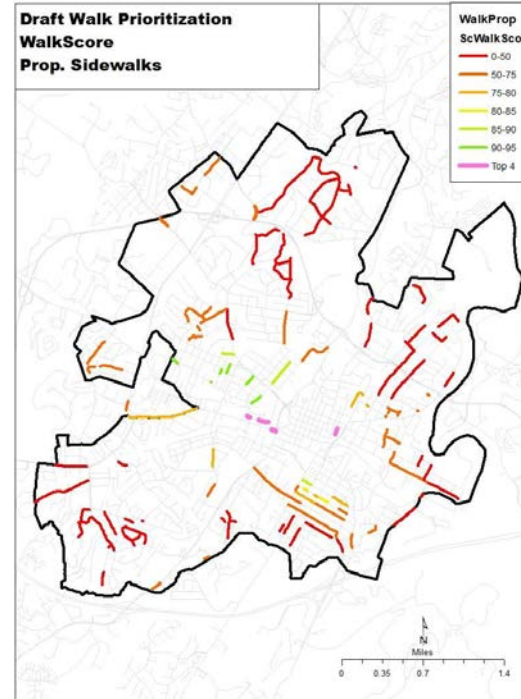 Draft Walk Prioritization
WalkScore
Prop. Sidewalks
WalkProp
ScWalkSco
0-50
50-75
75-80
80-85
85-90
90-95
Top 4
N
Miles
0 0.35 0.7 1.4